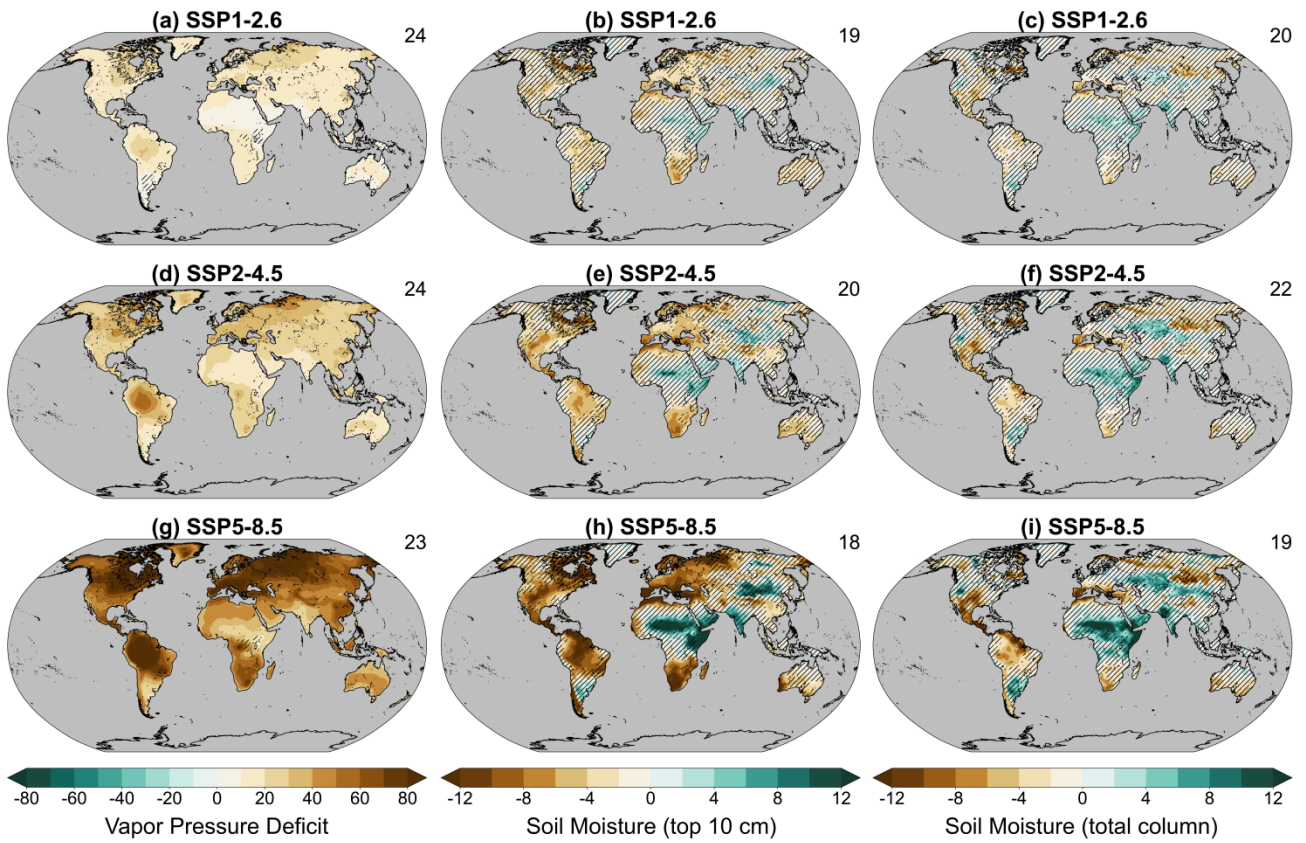 (a) SSP1-2.6 24 (b) SSP1-2.6 19 (c) SSP1-2.6 20
(d) SSP2-4.5 24 (e) SSP2-4.5 20 (f) SSP2-4.5 22
(g) SSP5-8.5 23 (h) SSP5-8.5 18 (i) SSP5-8.5 19
-80 -60 -40 -20 0 20 40 60 80 -12 -8 -4 0 4 8 12 -12 -8 -4 0 4 8 12
Vapor Pressure Deficit Soil Moisture (top 10 cm) Soil Moisture (total column)